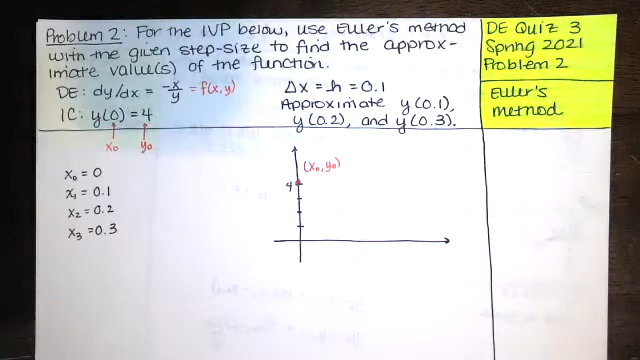 Problem 2: For the IVP below, use Euler's method
with the given step-size to find the approx-
imate value(s) of the function.
DE: dy/dx = -x/y = f(x,y)
IC: y(0) = 4
x₀ y₀
Δx = h = 0.1
Approximate y(0.1),
y(0.2), and y(0.3).
DE Quiz 3
Spring 2021
Problem 2
Euler's
method
x₀ = 0
x₁ = 0.1
x₂ = 0.2
x₃ = 0.3
(x₀, y₀)
4